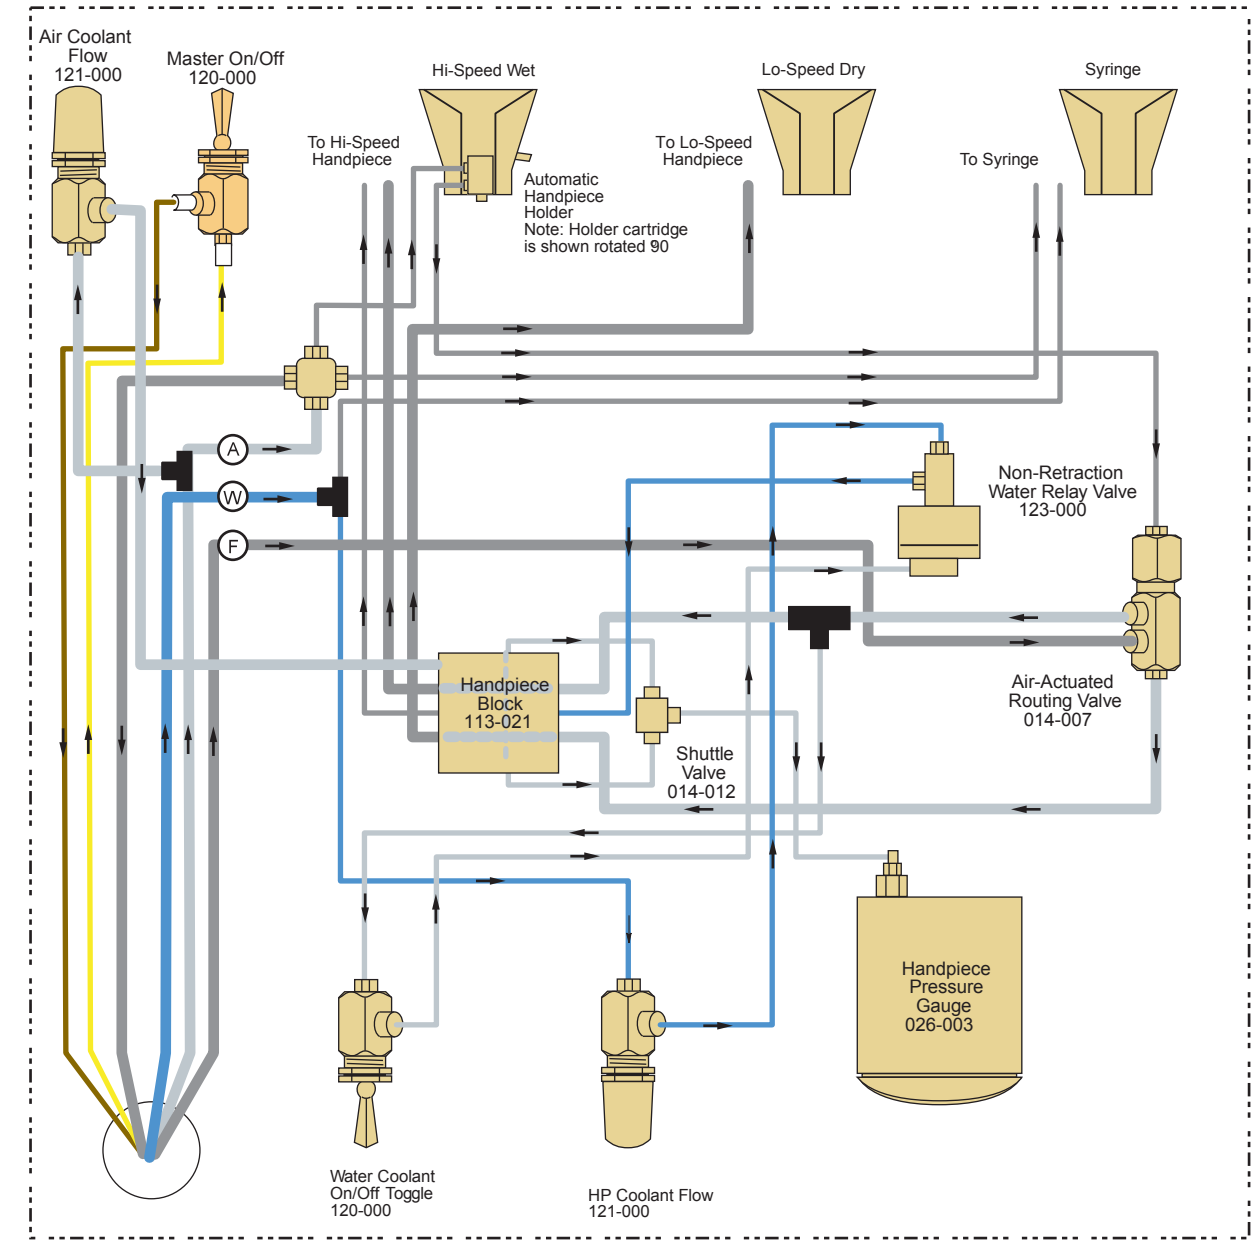 Air Coolant
Flow
121-000
Master On/Off
120-000
Hi-Speed Wet
Lo-Speed Dry
Syringe
To Hi-Speed
Handpiece
To Lo-Speed
Handpiece
To Syringe
Automatic
Handpiece
Holder
Note: Holder cartridge
is shown rotated 90
A
W
F
Non-Retraction
Water Relay Valve
123-000
Handpiece
Block
113-021
Air-Actuated
Routing Valve
014-007
Shuttle
Valve
014-012
Handpiece
Pressure
Gauge
026-003
Water Coolant
On/Off Toggle
120-000
HP Coolant Flow
121-000